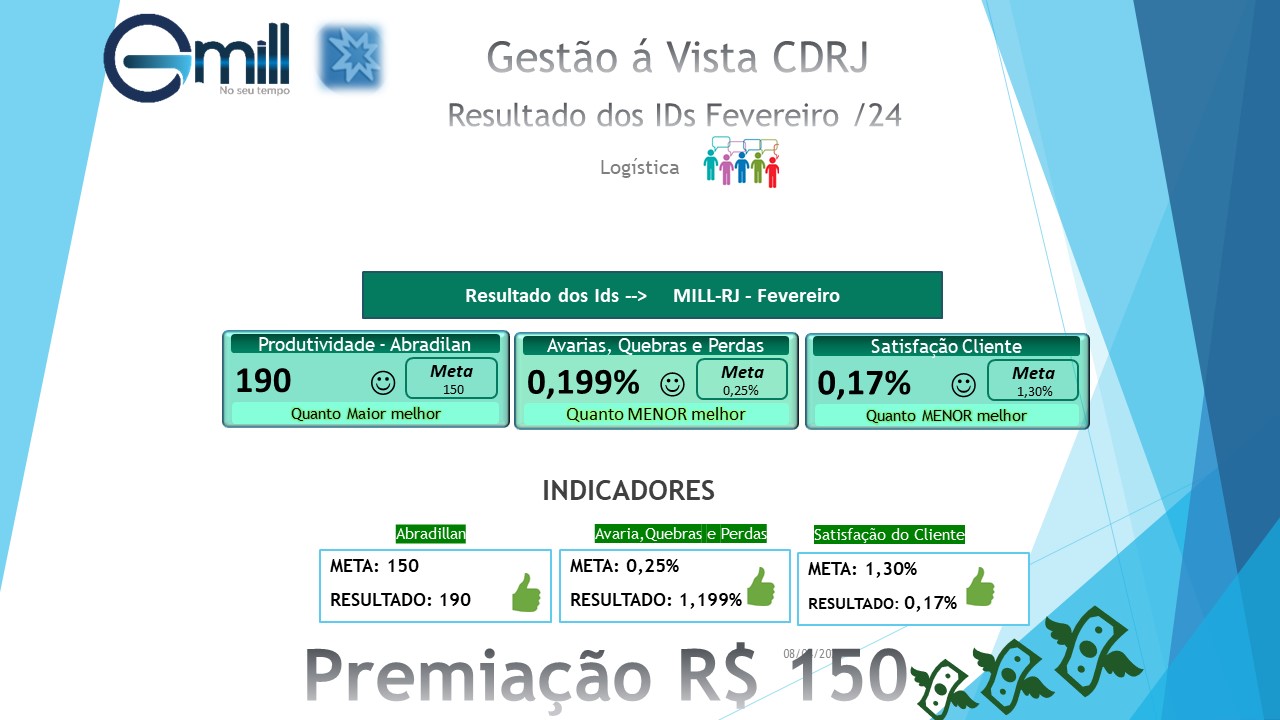 emill
No seu tempo
Gestão á Vista CDRJ
Resultado dos IDs Fevereiro /24
Logística
Resultado dos Ids --> MILL-RJ - Fevereiro
Produtividade - Abradilan
190
Meta
150
Quanto Maior melhor
Avarias, Quebras e Perdas
0,199%
Meta
0,25%
Quanto MENOR melhor
Satisfação Cliente
0,17%
Meta
1,30%
Quanto MENOR melhor
INDICADORES
Abradillan
META: 150
RESULTADO: 190
Avaria,Quebras e Perdas
META: 0,25%
RESULTADO: 1,199%
Satisfação do Cliente
META: 1,30%
RESULTADO: 0,17%
Premiação R$ 150